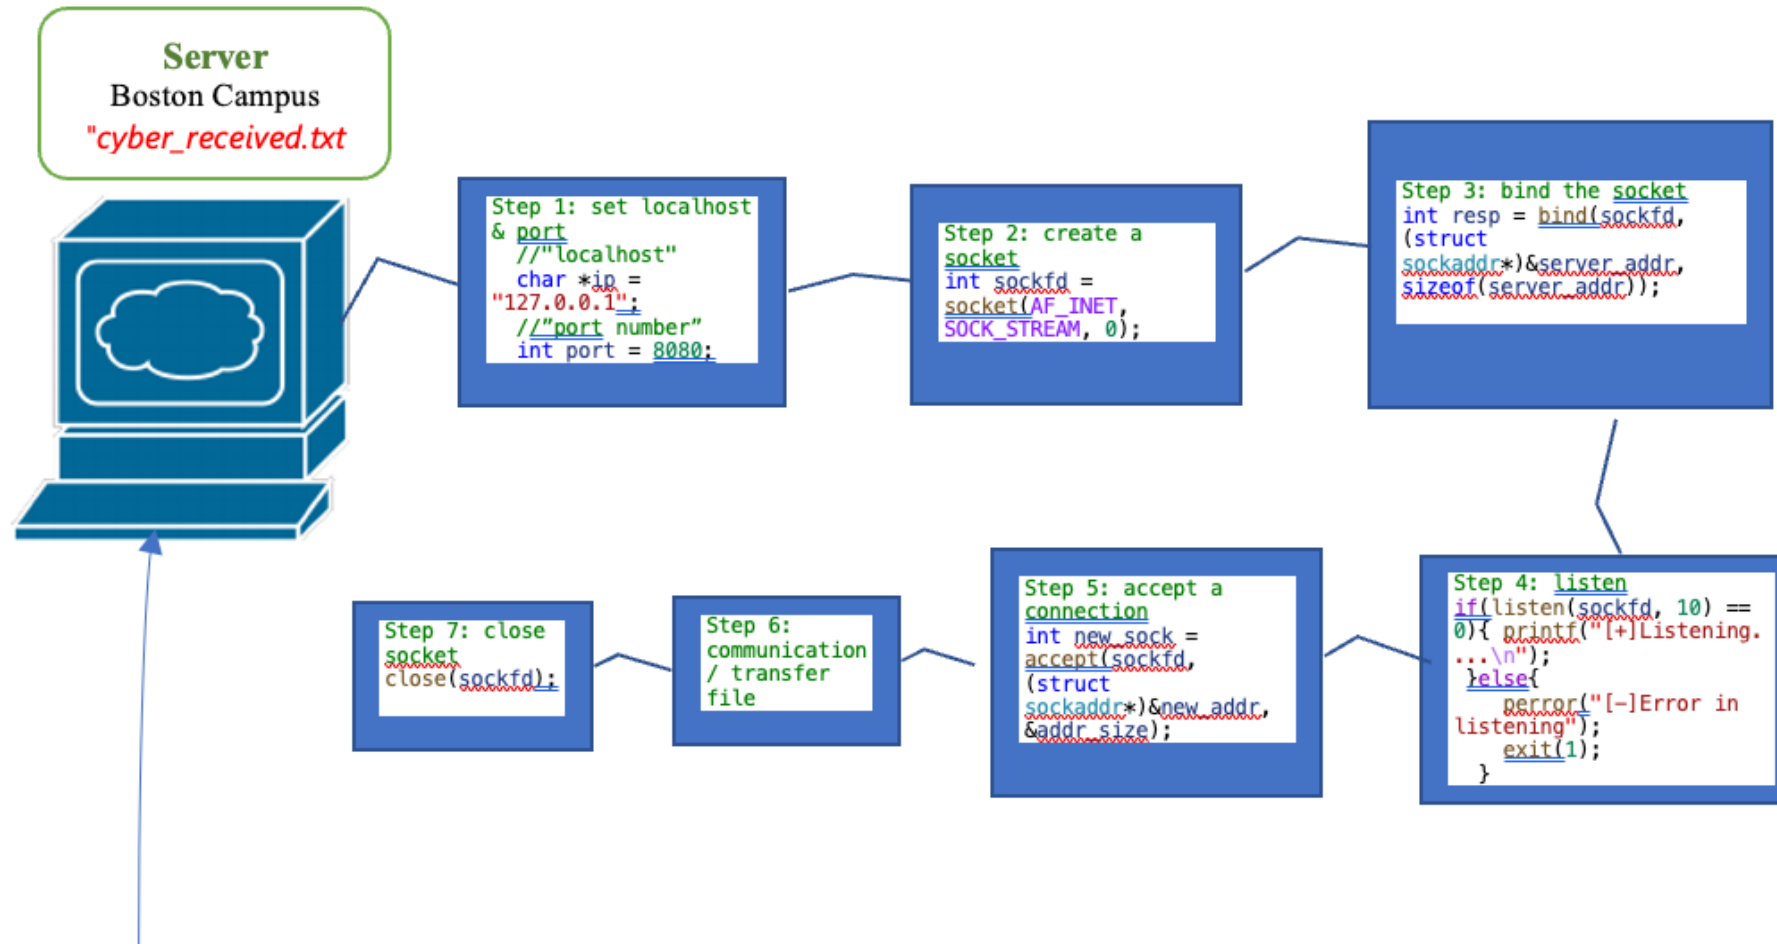 Server
Boston Campus
"cyber_received.txt
Step 1: set localhost
& port
//"localhost"
char *ip =
"127.0.0.1";
//"port number”
int port = 8080;
Step 2: create a
socket
int sockfd =
socket(AF_INET,
SOCK_STREAM, 0);
Step 3: bind the socket
int resp = bind(sockfd,
(struct
sockaddr*)&server_addr,
sizeof(server_addr));
Step 4: listen
if(listen(sockfd, 10) ==
0){ printf("[+]Listening.
...\n");
}else{
perror("[-]Error in
listening");
exit(1);
}
Step 5: accept a
connection
int new_sock =
accept(sockfd,
(struct
sockaddr*)&new_addr,
&addr_size);
Step 6:
communication
/ transfer
file
Step 7: close
socket
close(sockfd);